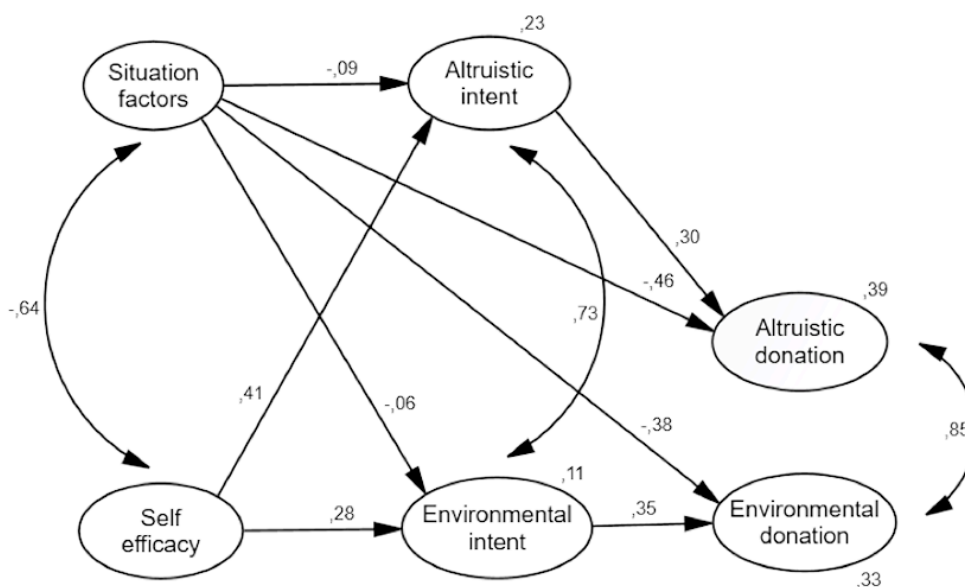 ,23
Situation
factors
-,09
Altruistic
intent
,30
-,46
,39
-,64
,73
Altruistic
donation
,41
-,06
-,38
,85
,11
Self
efficacy
,28
Environmental
intent
,35
Environmental
donation
,33